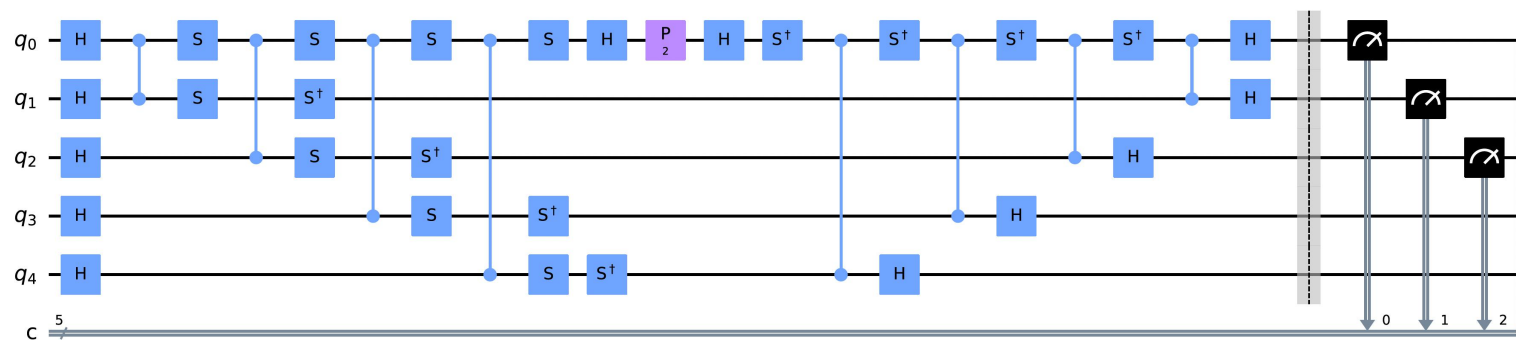 q0 H S S S S H P 2 H S† S† S† S† H
q1 H S S† H
q2 H S S† H
q3 H S S† H
q4 H S S† H
c 5 0 1 2